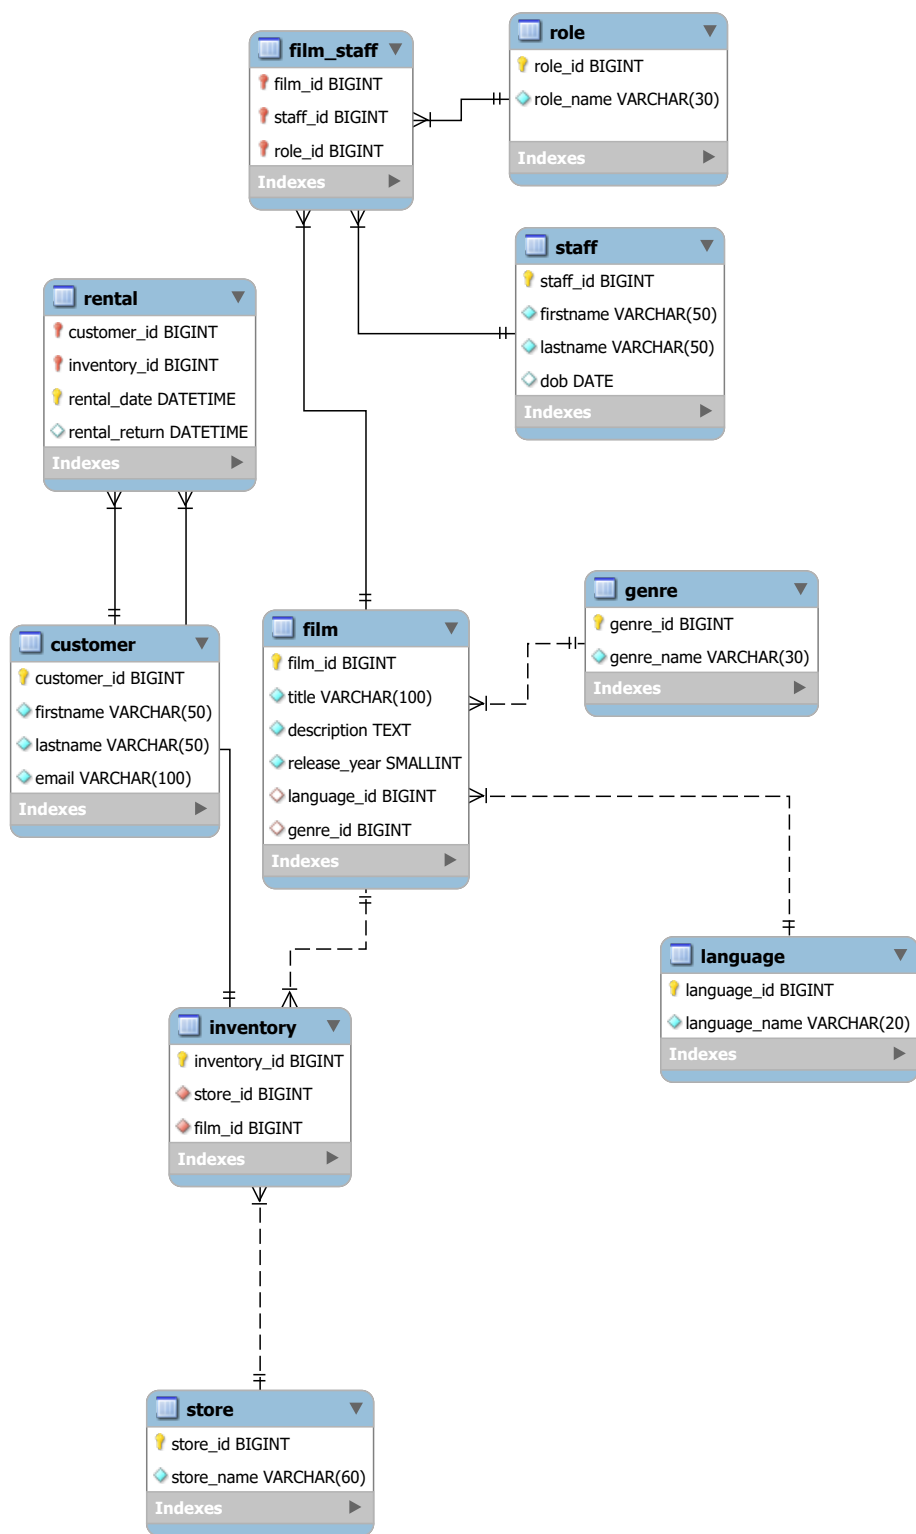 film_staff
film_id BIGINT
staff_id BIGINT
role_id BIGINT
Indexes
role
role_id BIGINT
role_name VARCHAR(30)
Indexes
staff
staff_id BIGINT
firstname VARCHAR(50)
lastname VARCHAR(50)
dob DATE
Indexes
rental
customer_id BIGINT
inventory_id BIGINT
rental_date DATETIME
rental_return DATETIME
Indexes
customer
customer_id BIGINT
firstname VARCHAR(50)
lastname VARCHAR(50)
email VARCHAR(100)
Indexes
film
film_id BIGINT
title VARCHAR(100)
description TEXT
release_year SMALLINT
language_id BIGINT
genre_id BIGINT
Indexes
genre
genre_id BIGINT
genre_name VARCHAR(30)
Indexes
language
language_id BIGINT
language_name VARCHAR(20)
Indexes
inventory
inventory_id BIGINT
store_id BIGINT
film_id BIGINT
Indexes
store
store_id BIGINT
store_name VARCHAR(60)
Indexes